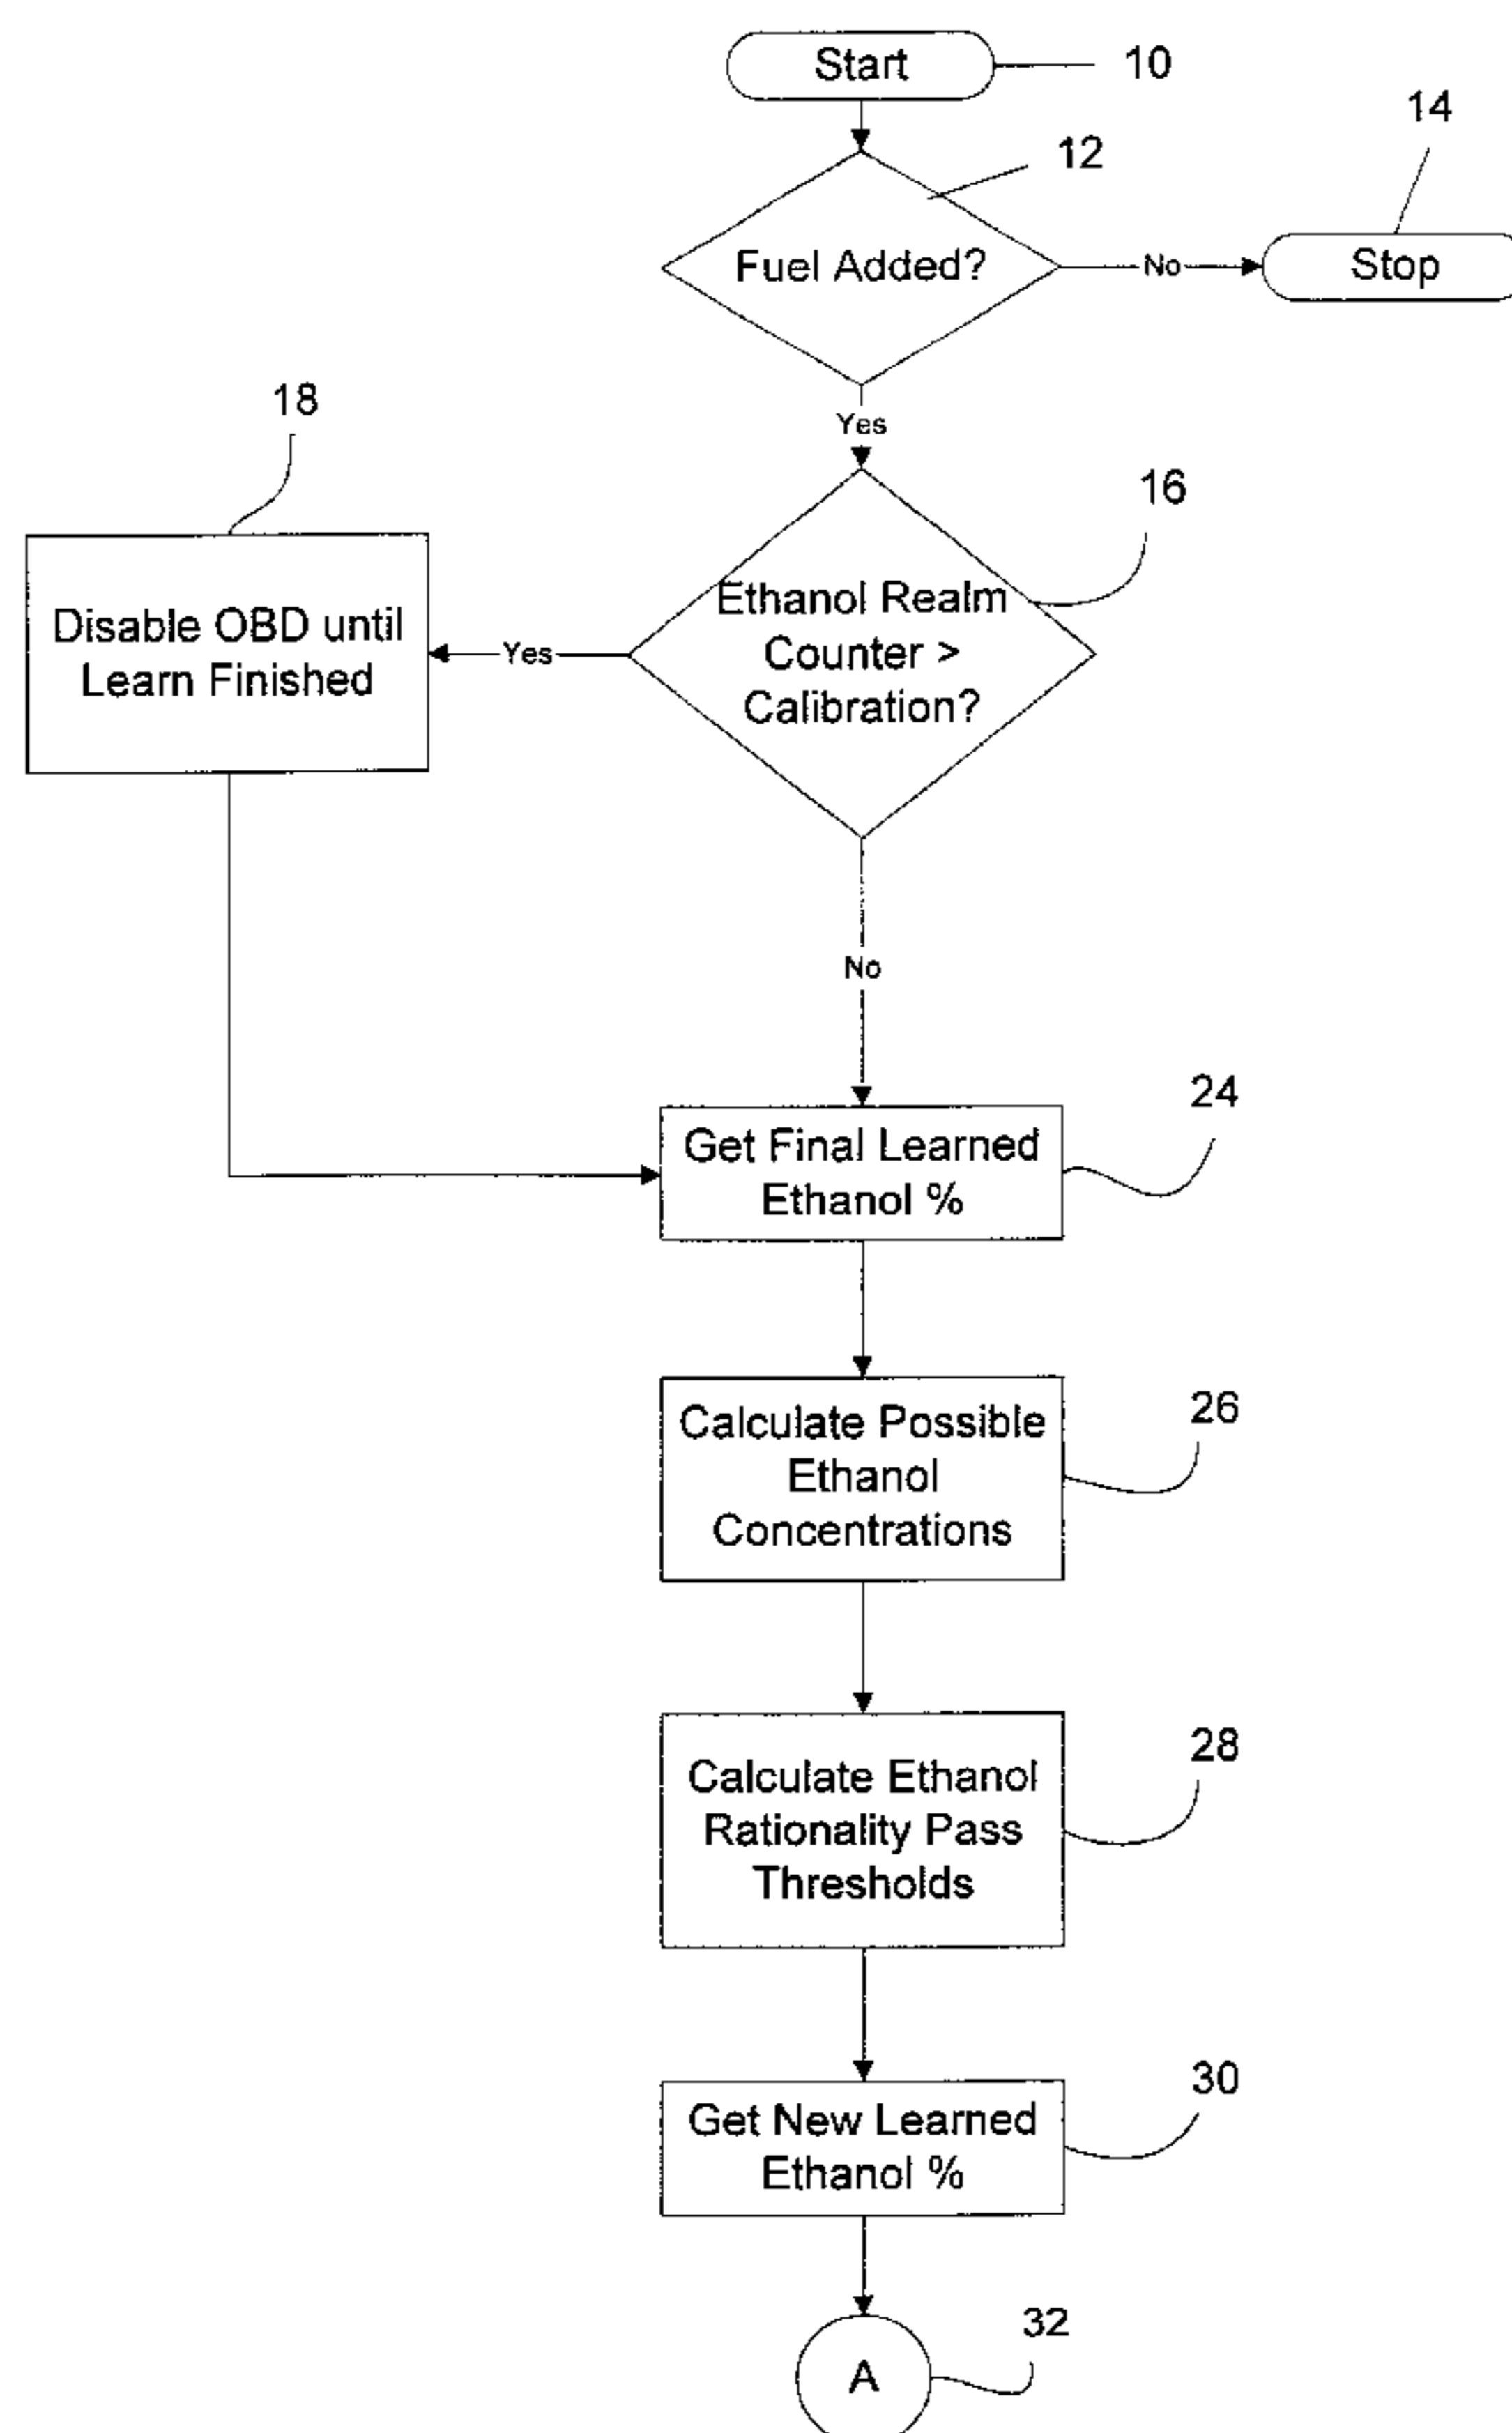 Start
10
14
12
Fuel Added?
No
Stop
18
Yes
16
Disable OBD until
Learn Finished
Yes
Ethanol Realm
Counter >
Calibration?
No
24
Get Final Learned
Ethanol %
26
Calculate Possible
Ethanol
Concentrations
28
Calculate Ethanol
Rationality Pass
Thresholds
30
Get New Learned
Ethanol %
32
A